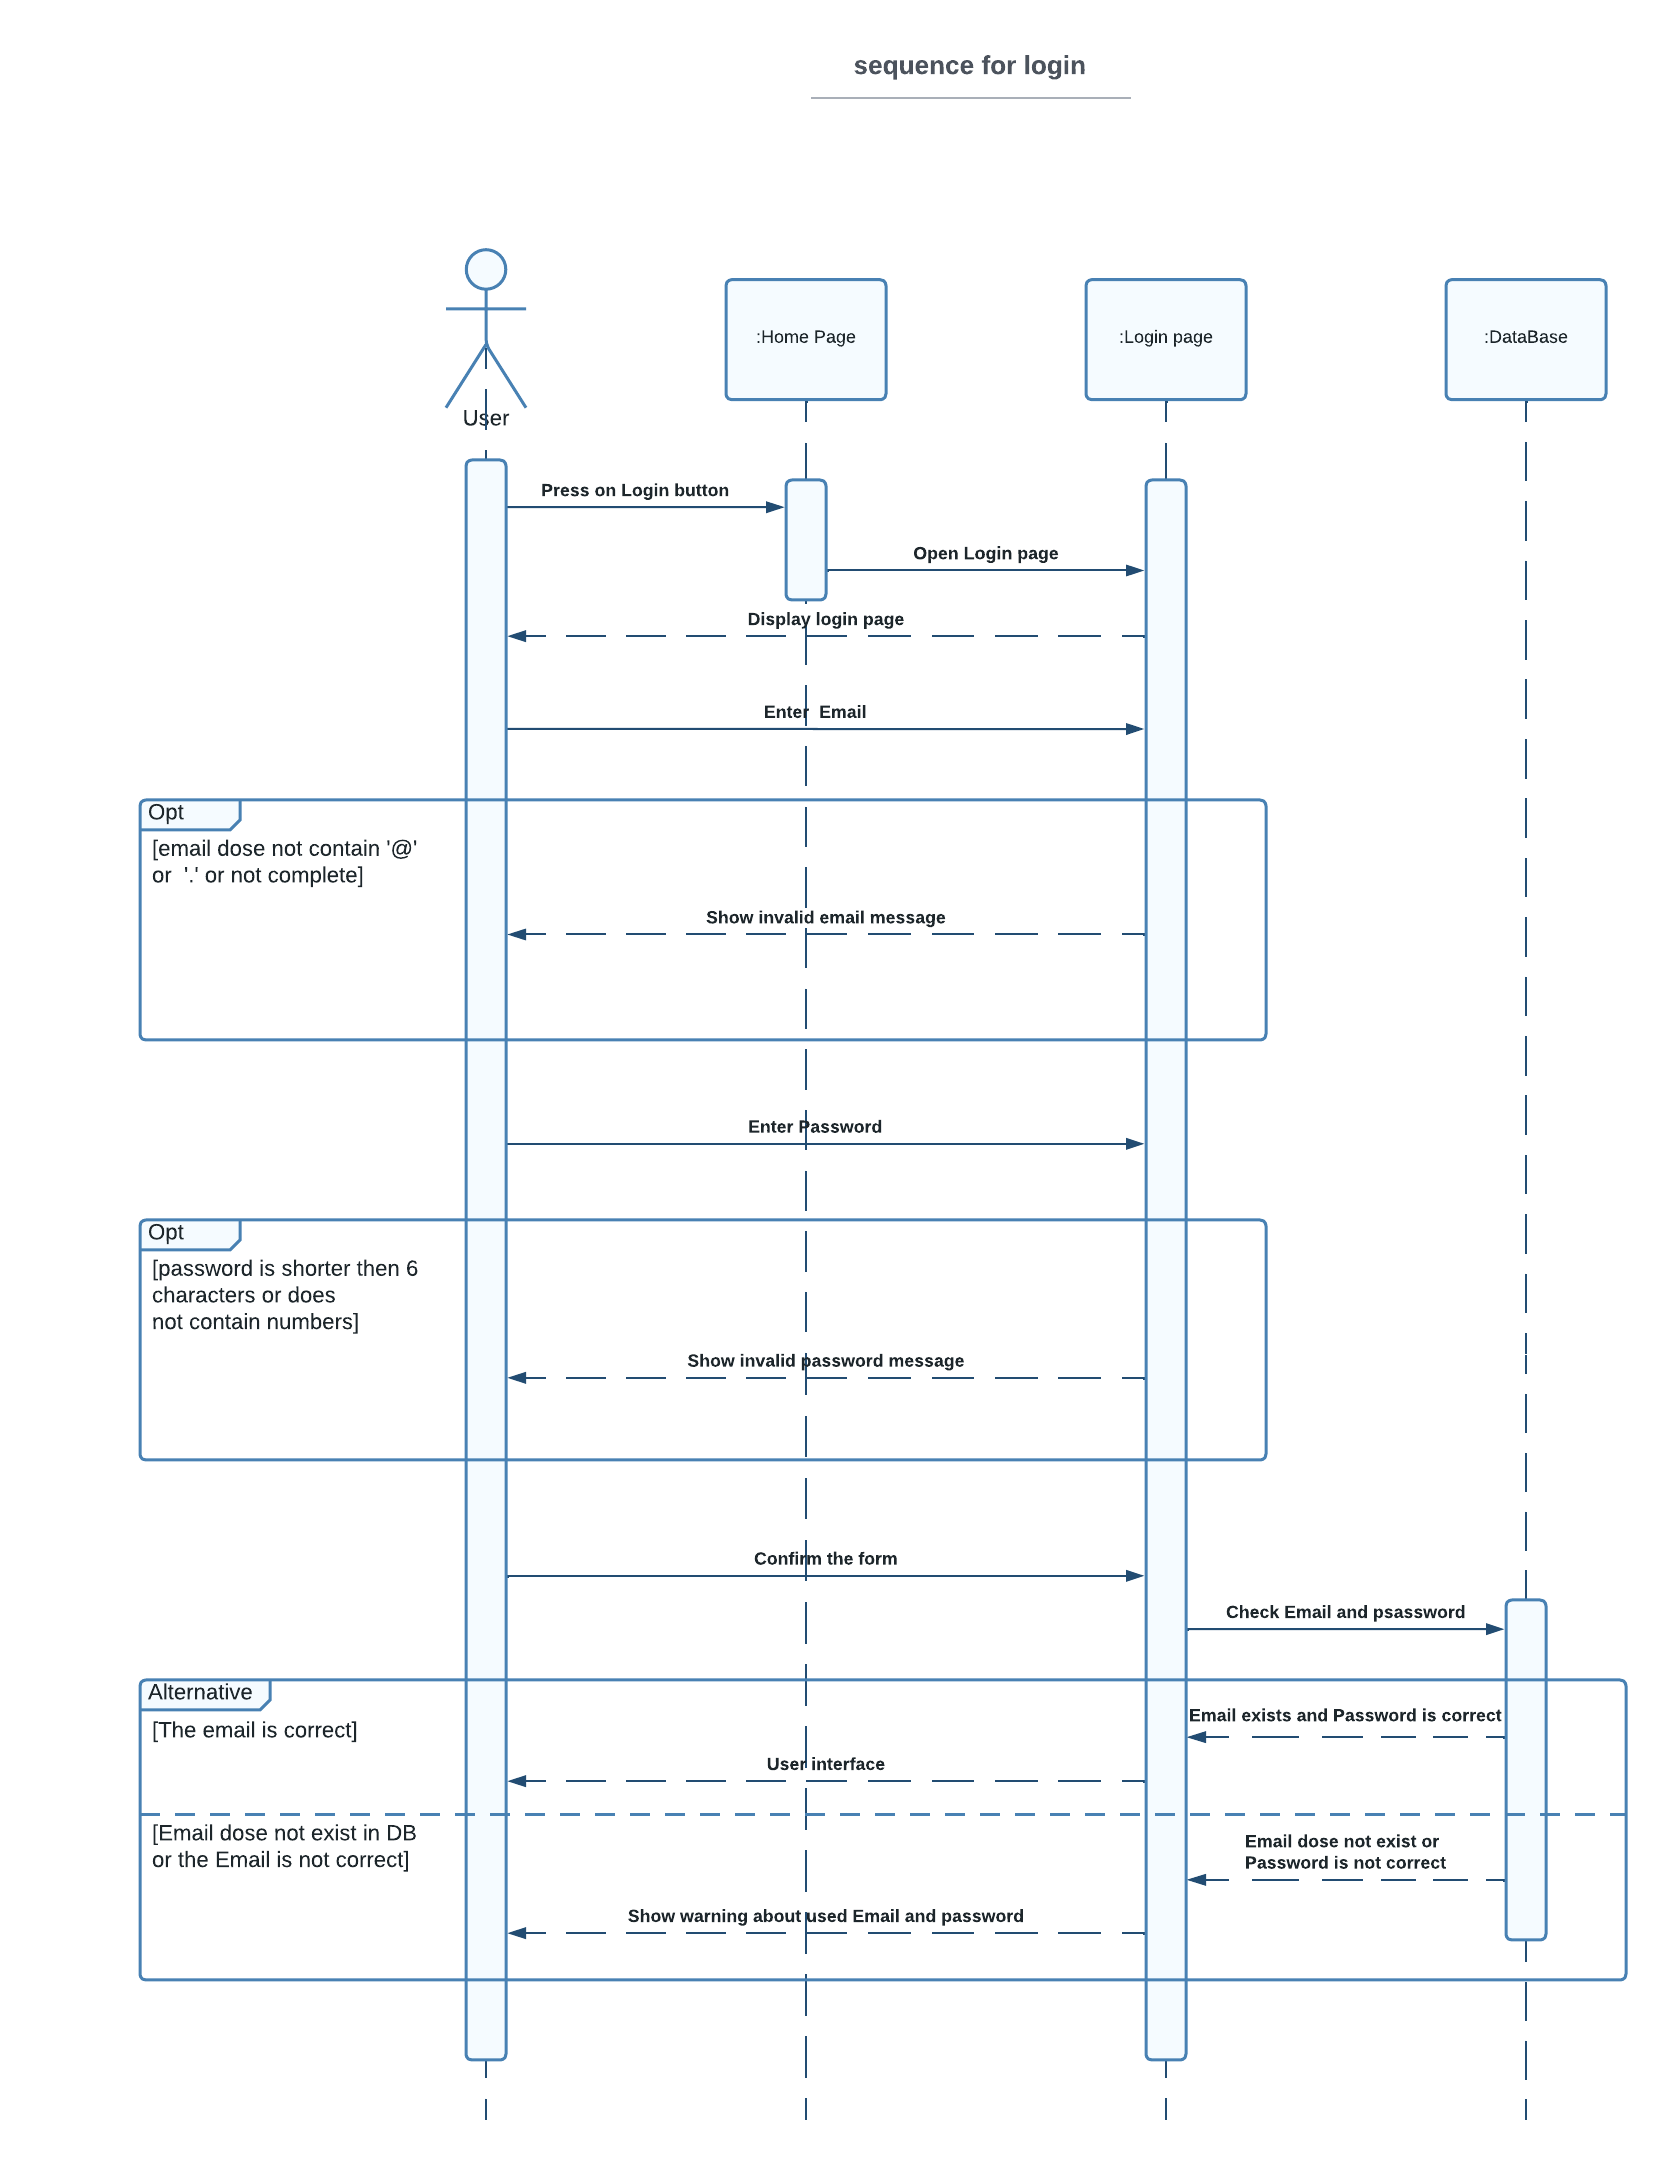 sequence for login
User
:Home Page
:Login page
:DataBase
Press on Login button
Open Login page
Display login page
Enter  Email
Opt
[email dose not contain '@'
or  '.' or not complete]
Show invalid email message
Enter Password
Opt
[password is shorter then 6
characters or does
not contain numbers]
Show invalid password message
Confirm the form
Check Email and psassword
Alternative
[The email is correct]
Email exists and Password is correct
User interface
[Email dose not exist in DB
or the Email is not correct]
Email dose not exist or
Password is not correct
Show warning about used Email and password